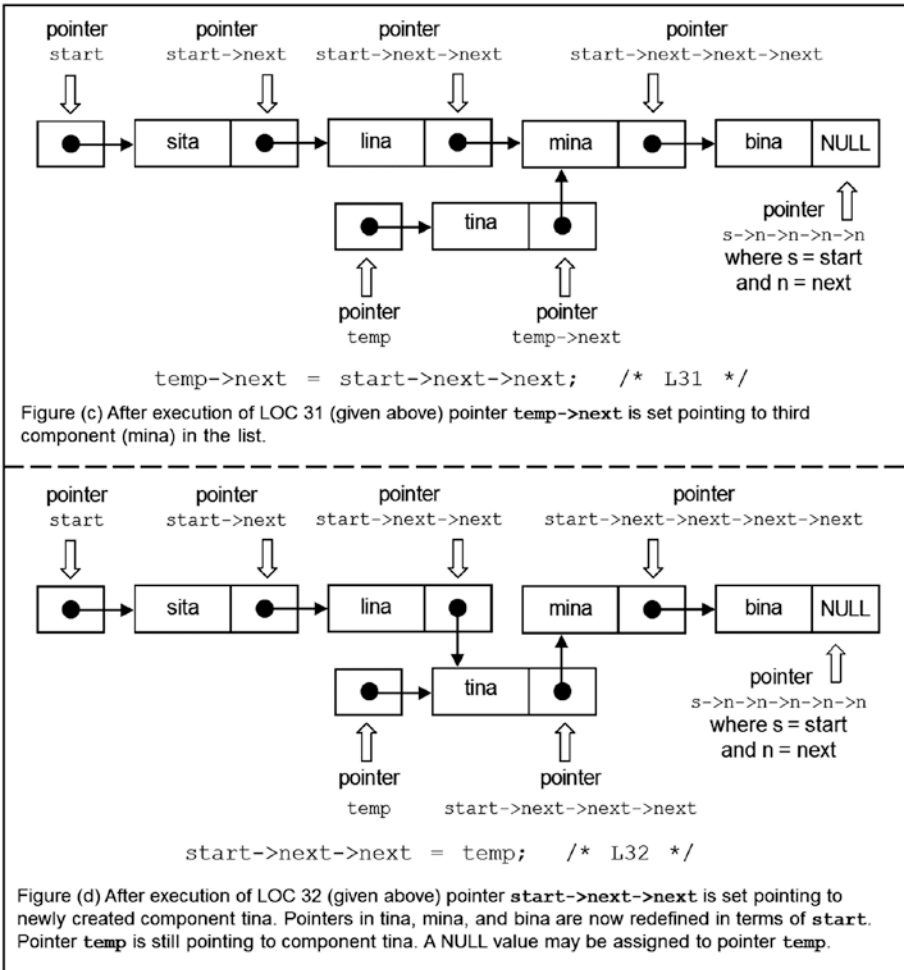 pointer pointer pointer pointer
start start->next start->next->next start->next->next->next
sita lina mina bina NULL
tina
pointer
s->n->n->n->n
where s = start
and n = next
pointer pointer
temp temp->next
temp->next = start->next->next; /* L31 */
Figure (c) After execution of LOC 31 (given above) pointer temp->next is set pointing to third
component (mina) in the list.
pointer pointer pointer pointer
start start->next start->next->next start->next->next->next->next
sita lina mina bina NULL
tina
pointer
s->n->n->n->n->n
where s = start
and n = next
pointer pointer
temp start->next->next->next
start->next->next = temp; /* L32 */
Figure (d) After execution of LOC 32 (given above) pointer start->next->next is set pointing to
newly created component tina. Pointers in tina, mina, and bina are now redefined in terms of start.
Pointer temp is still pointing to component tina. A NULL value may be assigned to pointer temp.